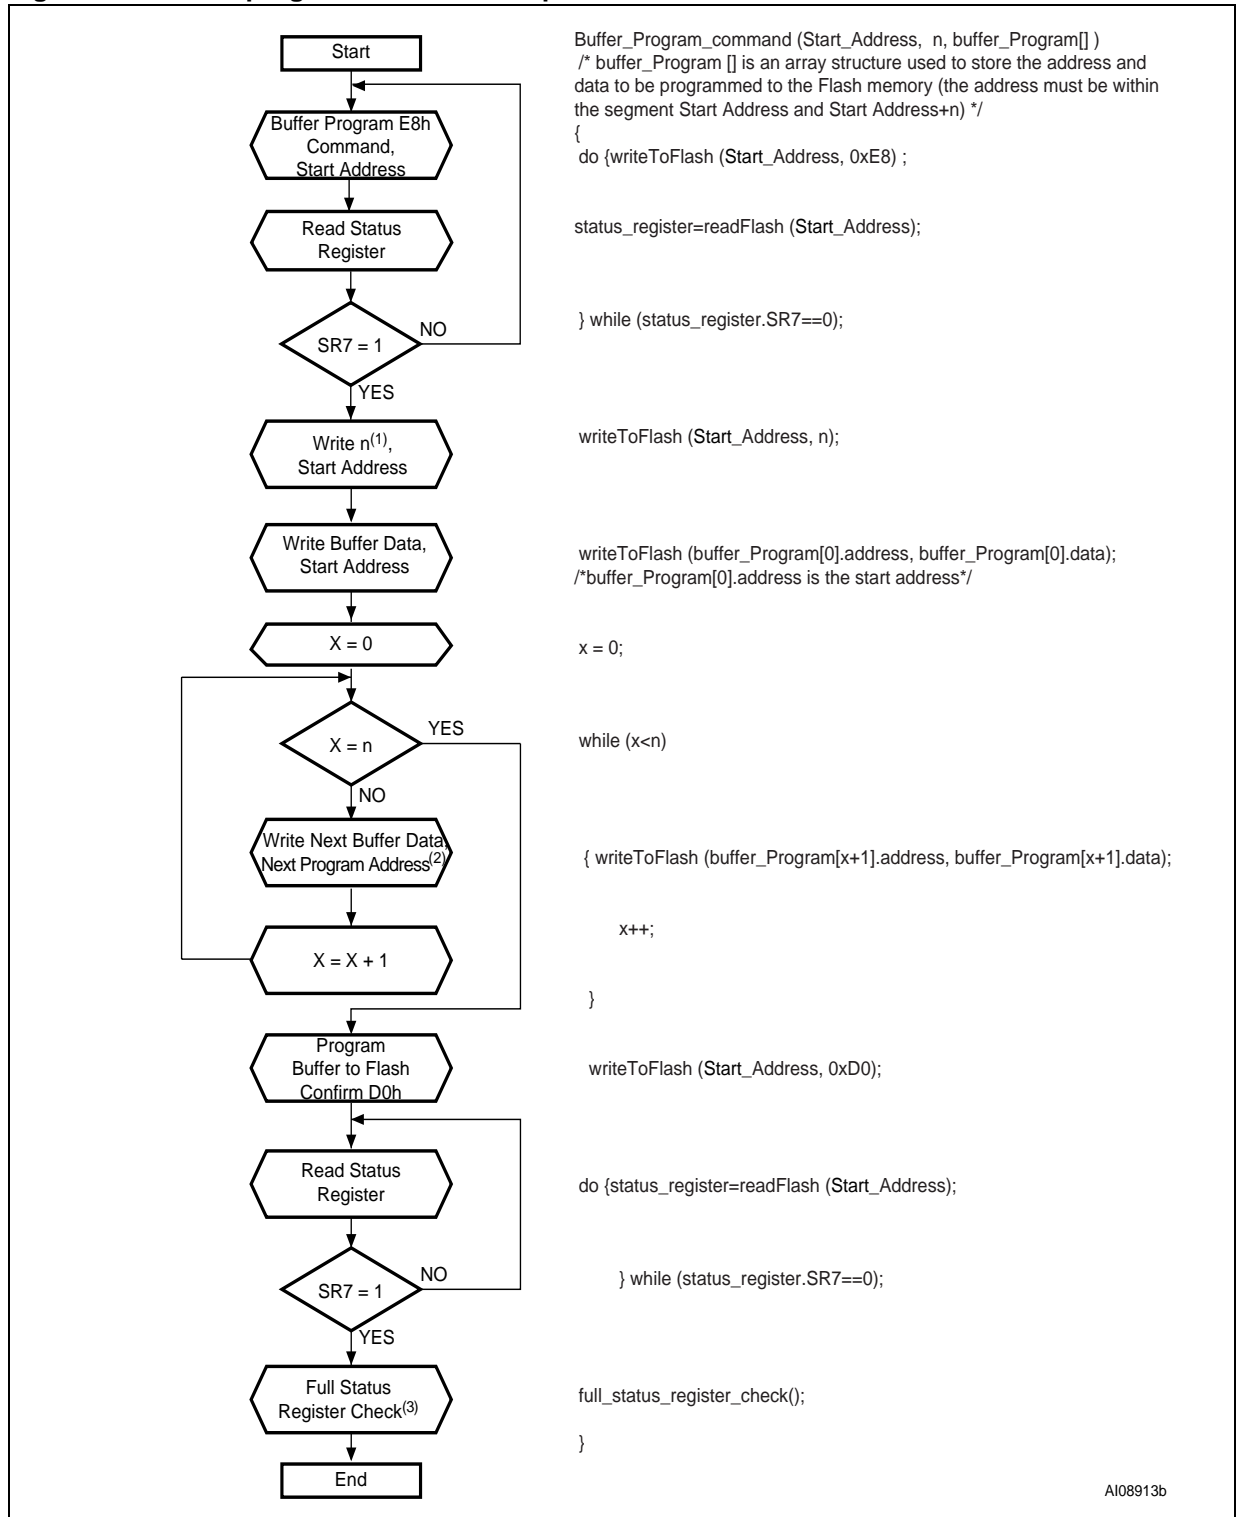 Start
Buffer Program E8h
Command,
Start Address
Read Status
Register
SR7 = 1
NO
YES
Write n(1),
Start Address
Write Buffer Data,
Start Address
X = 0
X = n
YES
NO
Write Next Buffer Data,
Next Program Address(2)
X = X + 1
Program
Buffer to Flash
Confirm D0h
Read Status
Register
SR7 = 1
NO
YES
Full Status
Register Check(3)
End
Buffer_Program_command (Start_Address, n, buffer_Program[] )
/* buffer_Program [] is an array structure used to store the address and
data to be programmed to the Flash memory (the address must be within
the segment Start Address and Start Address+n) */
{
do {writeToFlash (Start_Address, 0xE8) ;
status_register=readFlash (Start_Address);
} while (status_register.SR7==0);
writeToFlash (Start_Address, n);
writeToFlash (buffer_Program[0].address, buffer_Program[0].data);
/*buffer_Program[0].address is the start address*/
x = 0;
while (x<n)
{ writeToFlash (buffer_Program[x+1].address, buffer_Program[x+1].data);
x++;
}
writeToFlash (Start_Address, 0xD0);
do {status_register=readFlash (Start_Address);
} while (status_register.SR7==0);
full_status_register_check();
}
AI08913b